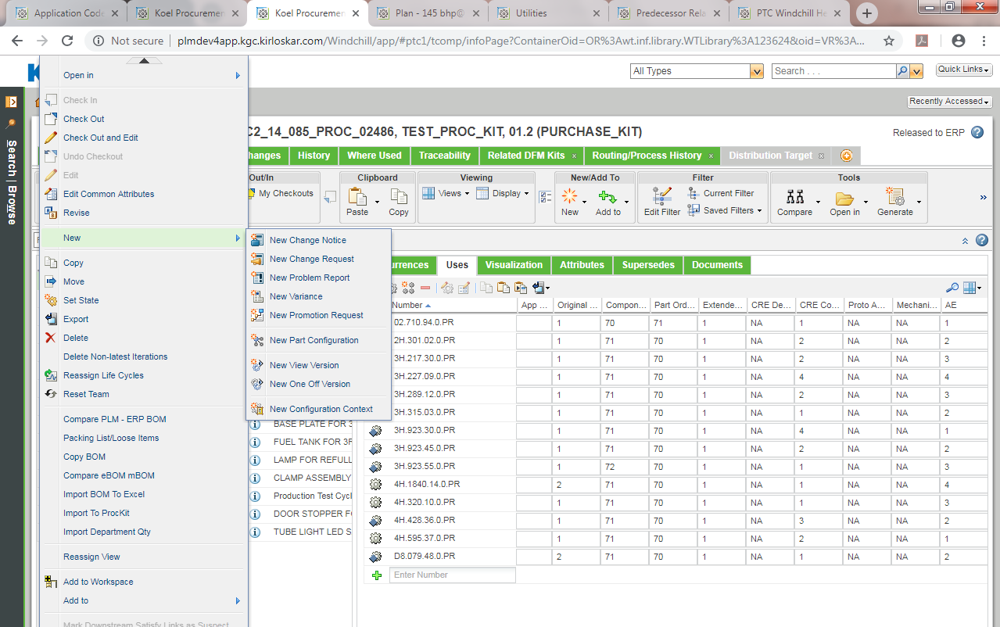 Application Code
Koel Procuremen
Koel Procuremen
Plan - 145 bhp@
Utilities
Predecessor Rela
PTC Windchill He
Not secure | plmdev4app.kgc.kirloskar.com/Windchill/app/#ptc1/tcomp/infoPage?ContainerOid=OR%3Awt.inf.library.WTLibrary%3A123624&oid=VR%3A...
K
All Types
Search . . .
Quick Links
Recently Accessed
Search | Browse
C2_14_085_PROC_02486, TEST_PROC_KIT, 01.2 (PURCHASE_KIT)
Released to ERP
hanges
History
Where Used
Traceability
Related DFM Kits
Routing/Process History
Distribution Target
Out/In
My Checkouts
Clipboard
Paste
Copy
Viewing
Views
Display
New/Add To
New
Add to
Filter
Edit Filter
Current Filter
Saved Filters
Tools
Compare
Open in
Generate
Open in
Check In
Check Out
Check Out and Edit
Undo Checkout
Edit
Edit Common Attributes
Revise
New
Copy
Move
Set State
Export
Delete
Delete Non-latest Iterations
Reassign Life Cycles
Reset Team
Compare PLM - ERP BOM
Packing List/Loose Items
Copy BOM
Compare eBOM mBOM
Import BOM To Excel
Import To ProcKit
Import Department Qty
Reassign View
Add to Workspace
Add to
Mark Downstream Satisfy Links as Suspect
New Change Notice
New Change Request
New Problem Report
New Variance
New Promotion Request
New Part Configuration
New View Version
New One Off Version
New Configuration Context
BASE PLATE FOR 3
FUEL TANK FOR 3F
LAMP FOR REFULL
CLAMP ASSEMBLY
Production Test Cycl
DOOR STOPPER FO
TUBE LIGHT LED S
urrences
Uses
Visualization
Attributes
Supersedes
Documents
Number App ... Original ... Compon... Part Ord... Extende... CRE De... CRE Co... Proto A... Mechani... AE
02.710.94.0.PR 1 70 71 1 NA 1 NA NA 1
2H.301.02.0.PR 1 71 70 1 NA 2 NA NA 2
3H.217.30.0.PR 1 71 70 1 NA 2 NA NA 3
3H.227.09.0.PR 1 71 70 1 NA 4 NA NA 4
3H.289.12.0.PR 1 71 70 1 NA 2 NA NA 3
3H.315.03.0.PR 1 71 70 1 NA 1 NA NA 2
3H.923.30.0.PR 1 71 70 1 NA 4 NA NA 1
3H.923.45.0.PR 1 71 70 1 NA 2 NA NA 2
3H.923.55.0.PR 1 72 70 1 NA 1 NA NA 3
4H.1840.14.0.PR 2 71 70 1 NA 1 NA NA 4
4H.320.10.0.PR 1 71 70 1 NA 1 NA NA 3
4H.428.36.0.PR 1 71 70 1 NA 3 NA NA 2
4H.595.37.0.PR 1 71 70 1 NA 2 NA NA 1
D8.079.48.0.PR 2 71 70 1 NA 1 NA NA 2
Enter Number